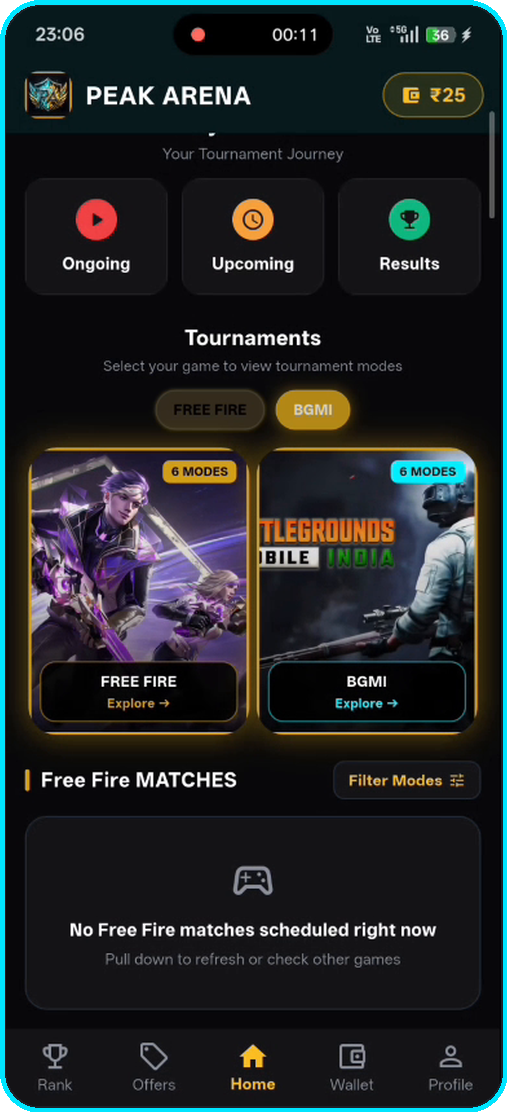 23:06
00:11
Vo LTE
5G
36
PEAK ARENA
₹25
Your Tournament Journey
Ongoing
Upcoming
Results
Tournaments
Select your game to view tournament modes
FREE FIRE
BGMI
6 MODES
6 MODES
TLEGROUNDS
BILE INDIA
FREE FIRE
Explore →
BGMI
Explore →
Free Fire MATCHES
Filter Modes
No Free Fire matches scheduled right now
Pull down to refresh or check other games
Rank
Offers
Home
Wallet
Profile